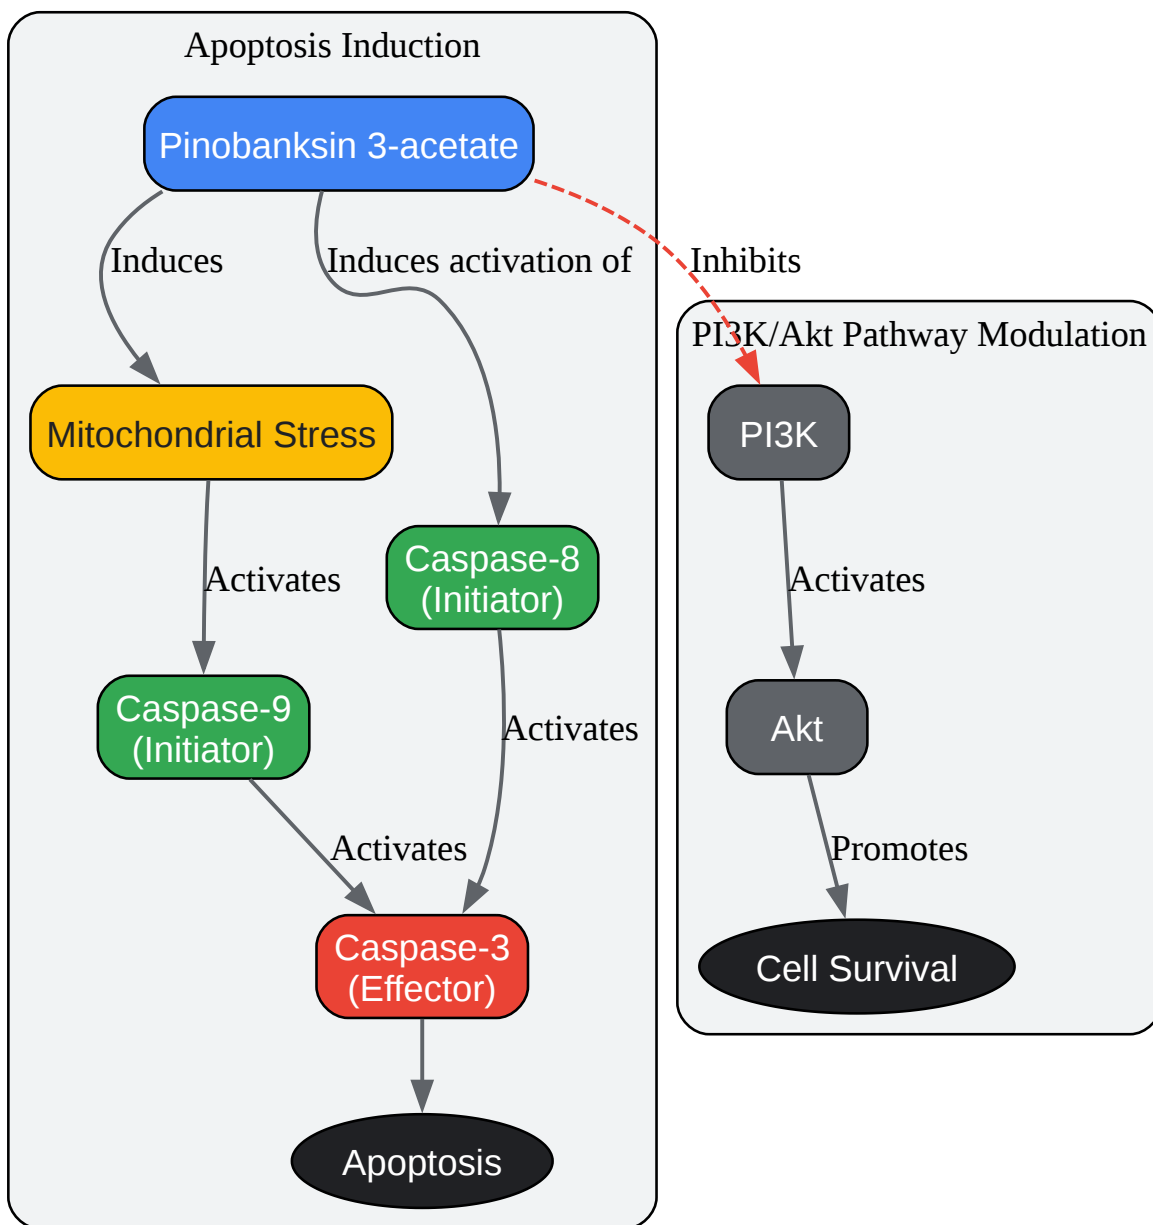 Apoptosis Induction
Pinobanksin 3-acetate
Induces
Induces activation of
Inhibits
PI3K/Akt Pathway Modulation
Mitochondrial Stress
PI3K
Caspase-8
(Initiator)
Activates
Activates
Caspase-9
(Initiator)
Activates
Akt
Activates
Promotes
Caspase-3
(Effector)
Cell Survival
Apoptosis